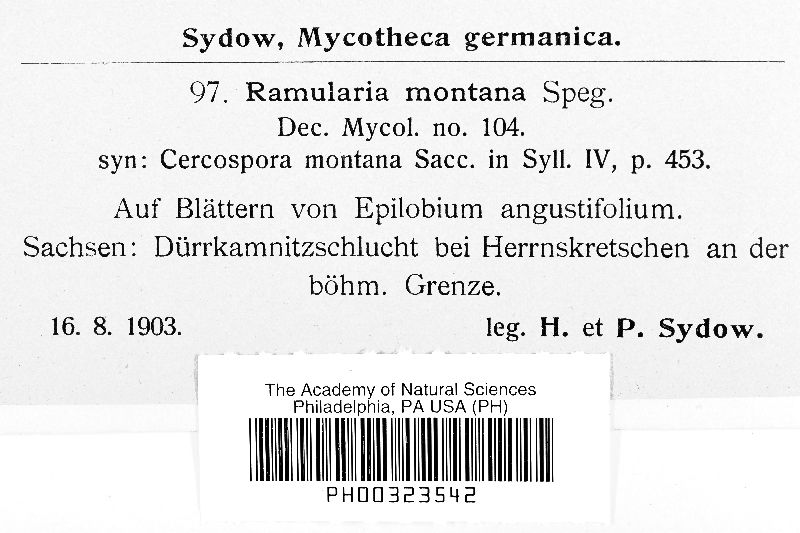 Sydow, Mycotheca germanica.
97. Ramularia montana Speg.
Dec. Mycol. no. 104.
syn: Cercospora montana Sacc. in Syll. IV, p. 453.
Auf Blättern von Epilobium angustifolium.
Sachsen: Dürrkamnitzschlucht bei Herrnskretschen an der
böhm. Grenze.
16. 8. 1903. leg. H. et P. Sydow.
The Academy of Natural Sciences
Philadelphia, PA USA (PH)
PH00323542